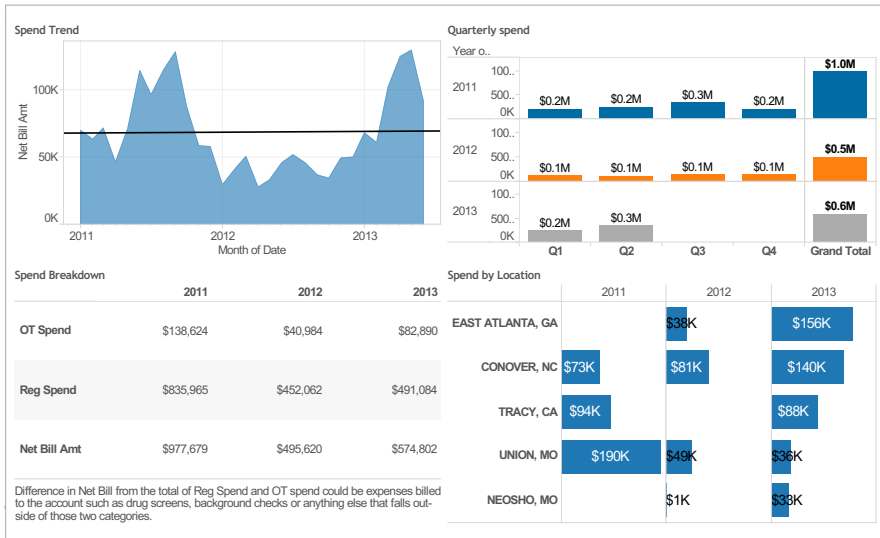 Spend Trend
Net Bill Amt
100K
50K
0K
2011 2012 2013
Month of Date
Quarterly spend
Year o..
2011
100..
500..
0K
$0.2M $0.2M $0.3M $0.2M $1.0M
2012
100..
500..
0K
$0.1M $0.1M $0.1M $0.1M $0.5M
2013
100..
500..
0K
$0.2M $0.3M $0.6M
Q1 Q2 Q3 Q4 Grand Total
Spend Breakdown
2011 2012 2013
OT Spend $138,624 $40,984 $82,890
Reg Spend $835,965 $452,062 $491,084
Net Bill Amt $977,679 $495,620 $574,802
Difference in Net Bill from the total of Reg Spend and OT spend could be expenses billed
to the account such as drug screens, background checks or anything else that falls out-
side of those two categories.
Spend by Location
2011 2012 2013
EAST ATLANTA, GA $38K $156K
CONOVER, NC $73K $81K $140K
TRACY, CA $94K $88K
UNION, MO $190K $49K $36K
NEOSHO, MO $1K $33K